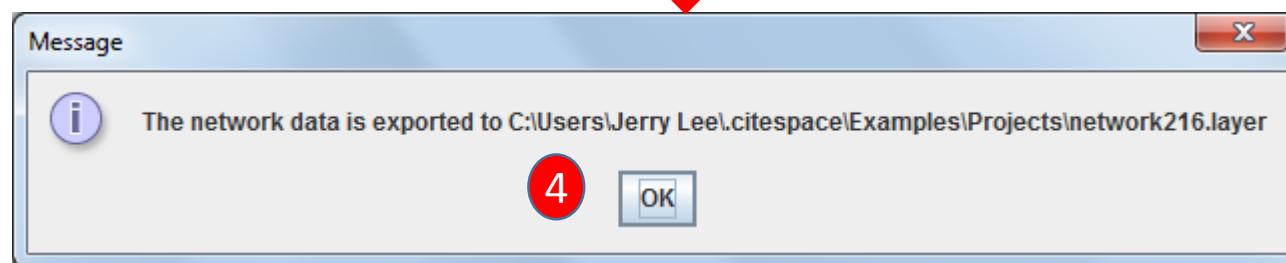 Message
The network data is exported to C:\Users\Jerry Lee\.citespace\Examples\Projects\network216.layer
4
OK